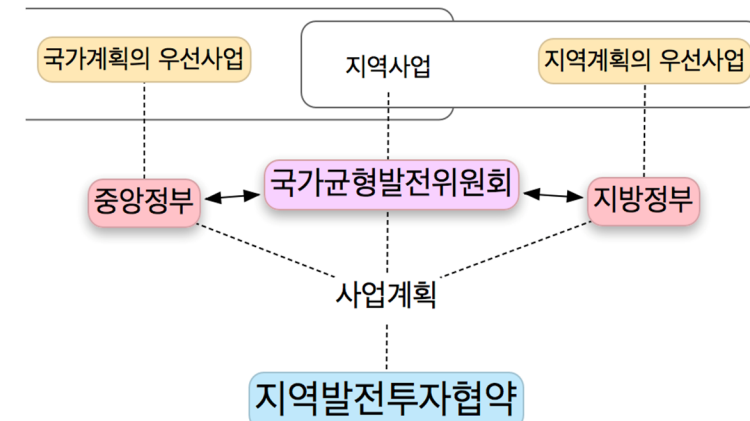 국가계획의 우선사업
지역사업
지역계획의 우선사업
중앙정부
국가균형발전위원회
지방정부
사업계획
지역발전투자협약